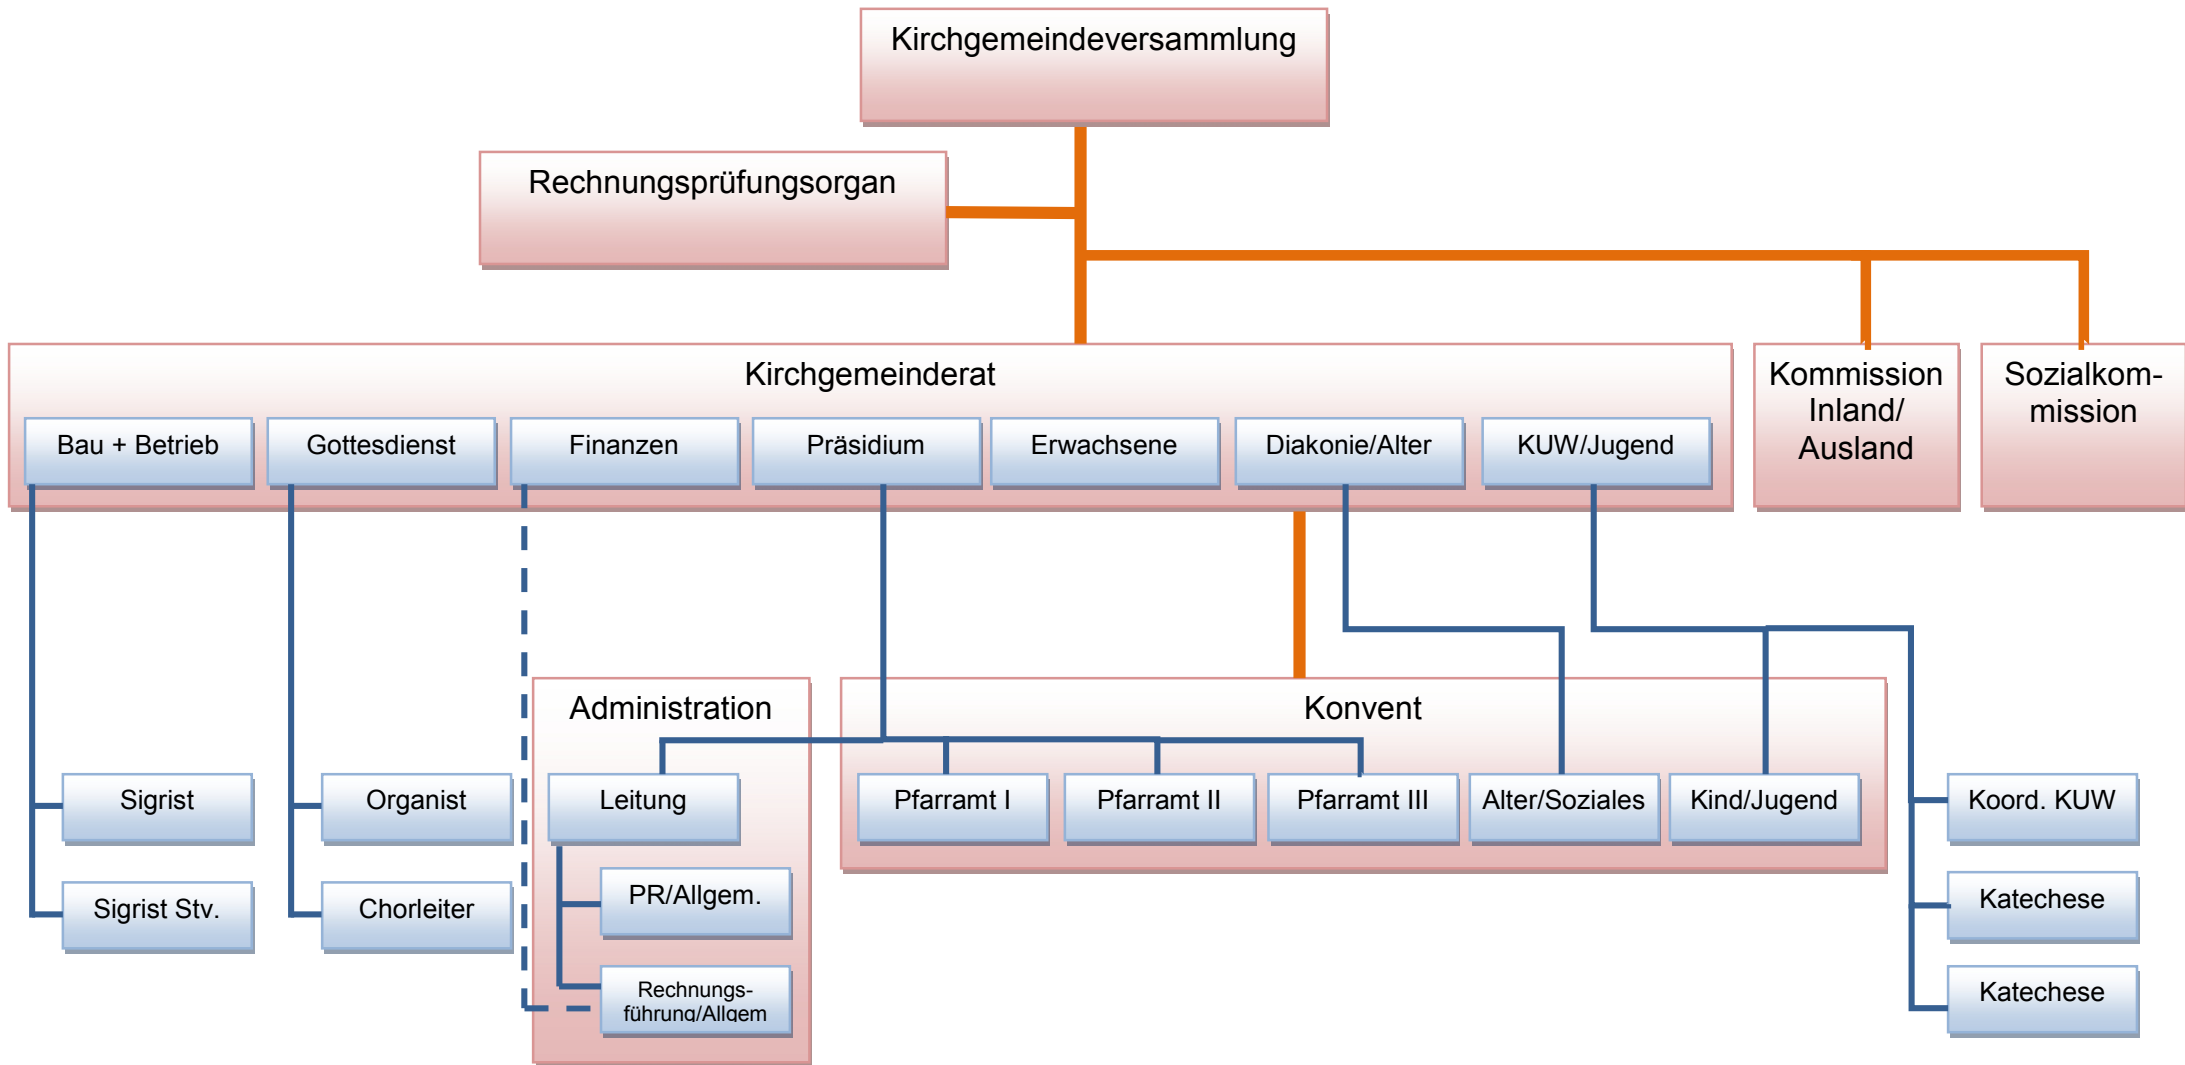 Kirchgemeindeversammlung
Rechnungsprüfungsorgan
Kirchgemeinderat
Kommission
Inland/
Ausland
Sozialkom-
mission
Bau + Betrieb
Gottesdienst
Finanzen
Präsidium
Erwachsene
Diakonie/Alter
KUW/Jugend
Administration
Konvent
Sigrist
Organist
Leitung
Pfarramt I
Pfarramt II
Pfarramt III
Alter/Soziales
Kind/Jugend
Koord. KUW
Sigrist Stv.
Chorleiter
PR/Allgem.
Katechese
Rechnungs-
führung/Allgem
Katechese